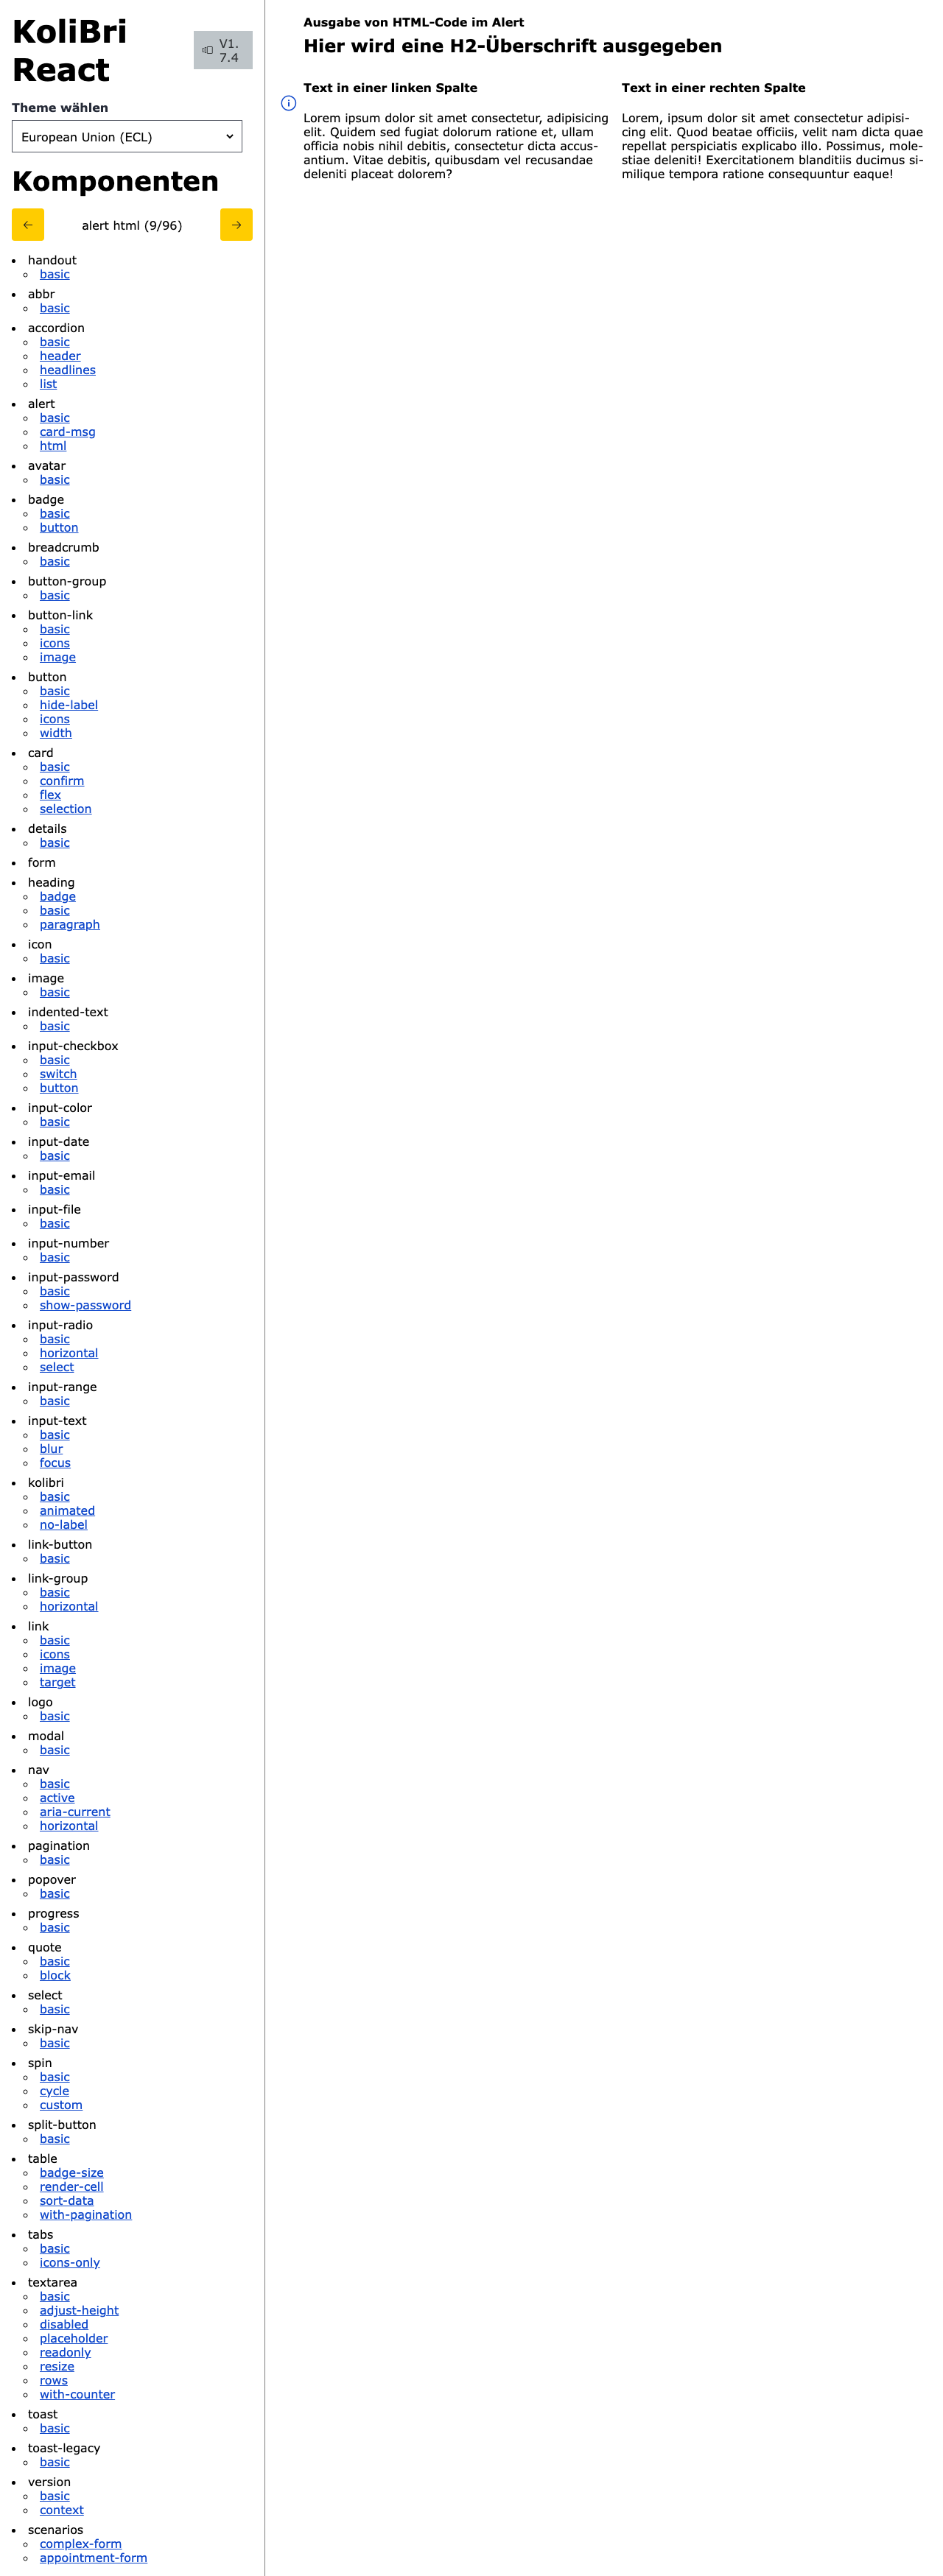 KoliBri
React
V1.
7.4
Theme wählen
European Union (ECL)
Komponenten
alert html (9/96)
handout
basic
abbr
basic
accordion
basic
header
headlines
list
alert
basic
card-msg
html
avatar
basic
badge
basic
button
breadcrumb
basic
button-group
basic
button-link
basic
icons
image
button
basic
hide-label
icons
width
card
basic
confirm
flex
selection
details
basic
form
heading
badge
basic
paragraph
icon
basic
image
basic
indented-text
basic
input-checkbox
basic
switch
button
input-color
basic
input-date
basic
input-email
basic
input-file
basic
input-number
basic
input-password
basic
show-password
input-radio
basic
horizontal
select
input-range
basic
input-text
basic
blur
focus
kolibri
basic
animated
no-label
link-button
basic
link-group
basic
horizontal
link
basic
icons
image
target
logo
basic
modal
basic
nav
basic
active
aria-current
horizontal
pagination
basic
popover
basic
progress
basic
quote
basic
block
select
basic
skip-nav
basic
spin
basic
cycle
custom
split-button
basic
table
badge-size
render-cell
sort-data
with-pagination
tabs
basic
icons-only
textarea
basic
adjust-height
disabled
placeholder
readonly
resize
rows
with-counter
toast
basic
toast-legacy
basic
version
basic
context
scenarios
complex-form
appointment-form
Ausgabe von HTML-Code im Alert
Hier wird eine H2-Überschrift ausgegeben
Text in einer linken Spalte
Lorem ipsum dolor sit amet consectetur, adipisicing
elit. Quidem sed fugiat dolorum ratione et, ullam
officia nobis nihil debitis, consectetur dicta accus-
antium. Vitae debitis, quibusdam vel recusandae
deleniti placeat dolorem?
Text in einer rechten Spalte
Lorem, ipsum dolor sit amet consectetur adipisi-
cing elit. Quod beatae officiis, velit nam dicta quae
repellat perspiciatis explicabo illo. Possimus, mole-
stiae deleniti! Exercitationem blanditiis ducimus si-
milique tempora ratione consequuntur eaque!